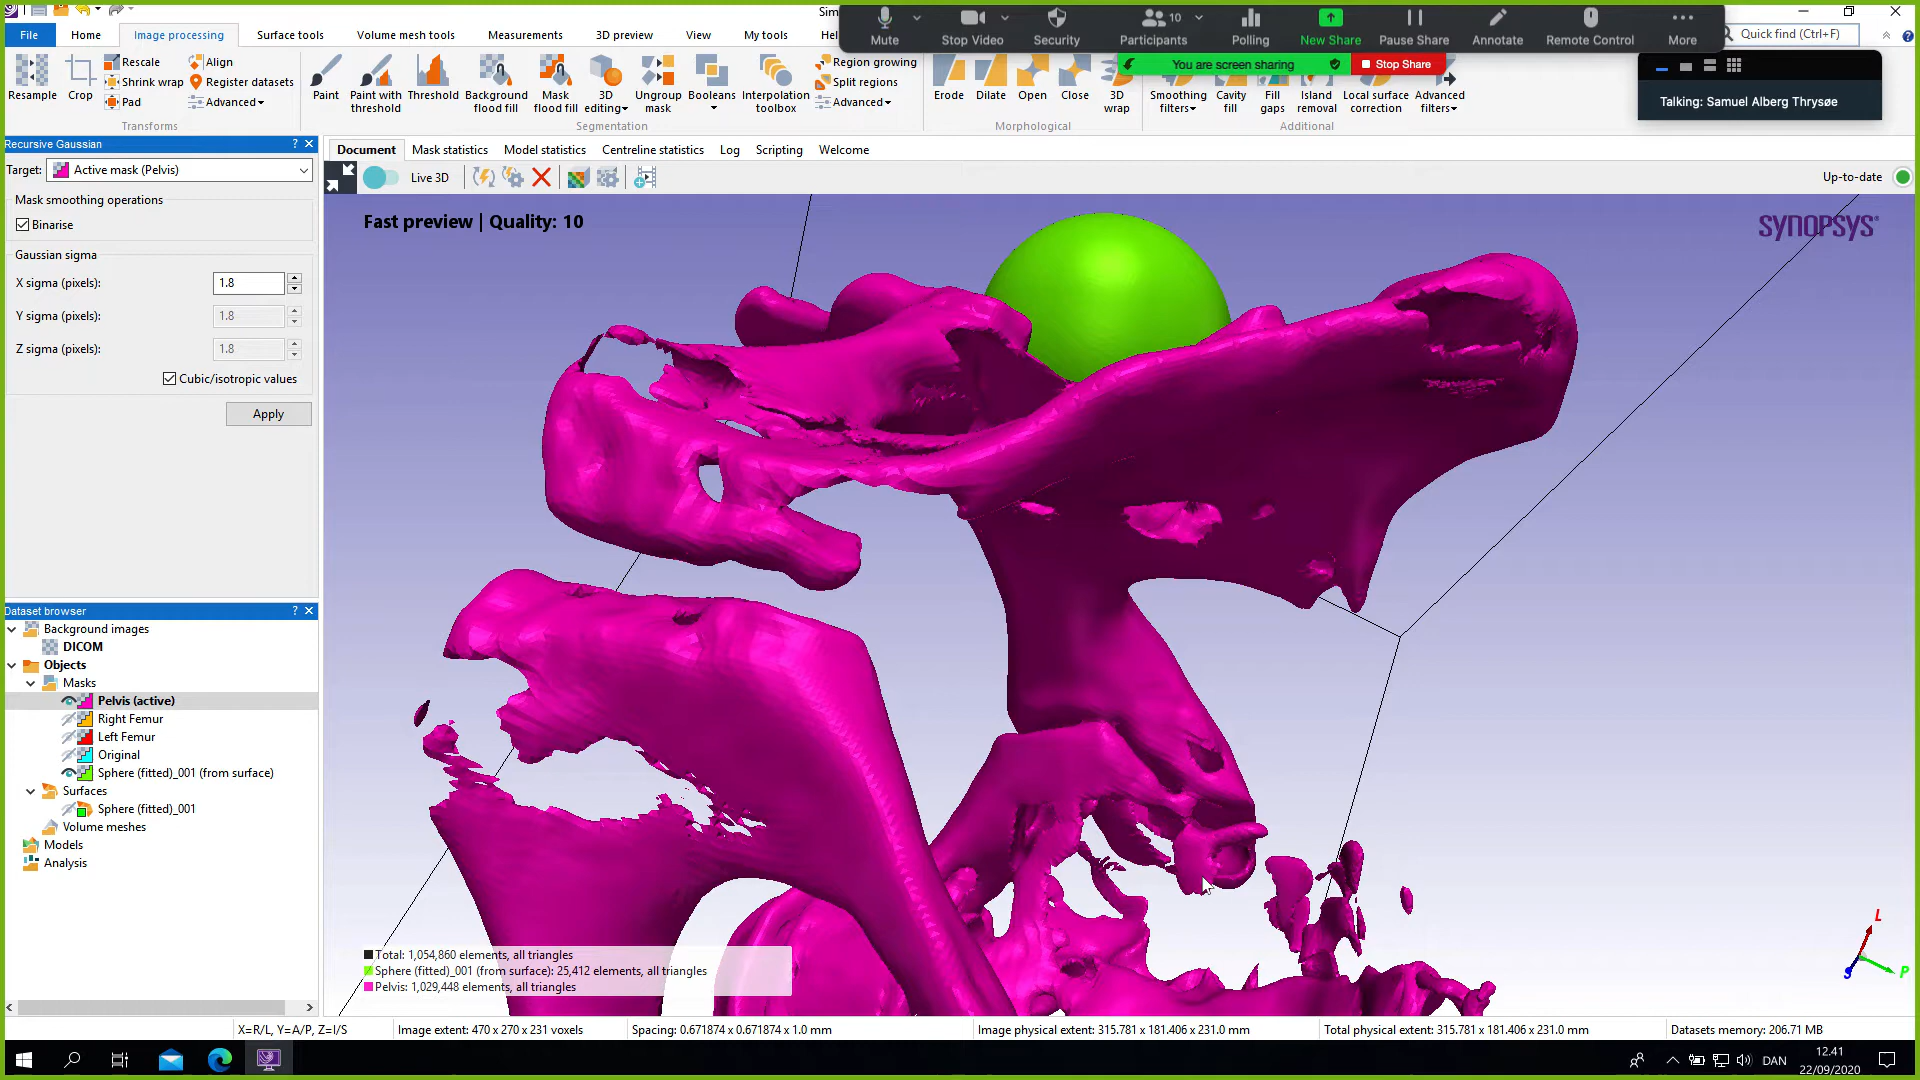 Sim
10
Mute
Stop Video
Security
Participants
Polling
New Share
Pause Share
Annotate
Remote Control
More
You are screen sharing
Stop Share
Talking: Samuel Alberg Thrysøe
File
Home
Image processing
Surface tools
Volume mesh tools
Measurements
3D preview
View
My tools
Quick find (Ctrl+F)
Resample
Crop
Rescale
Shrink wrap
Pad
Align
Register datasets
Advanced
Transforms
Paint
Paint with threshold
Threshold
Background flood fill
Mask flood fill
3D editing
Ungroup mask
Booleans
Interpolation toolbox
Region growing
Split regions
Advanced
Segmentation
Erode
Dilate
Open
Close
3D wrap
Morphological
Smoothing filters
Cavity fill
Fill gaps
Island removal
Local surface correction
Advanced filters
Additional
Recursive Gaussian
Target:
Active mask (Pelvis)
Mask smoothing operations
Binarise
Gaussian sigma
X sigma (pixels): 1.8
Y sigma (pixels): 1.8
Z sigma (pixels): 1.8
Cubic/isotropic values
Apply
Document
Mask statistics
Model statistics
Centreline statistics
Log
Scripting
Welcome
Live 3D
Up-to-date
Fast preview | Quality: 10
SYNOPSYS
Dataset browser
Background images
DICOM
Objects
Masks
Pelvis (active)
Right Femur
Left Femur
Original
Sphere (fitted)_001 (from surface)
Surfaces
Sphere (fitted)_001
Volume meshes
Models
Analysis
Total: 1,054,860 elements, all triangles
Sphere (fitted)_001 (from surface): 25,412 elements, all triangles
Pelvis: 1,029,448 elements, all triangles
L
P
S
X=R/L, Y=A/P, Z=I/S
Image extent: 470 x 270 x 231 voxels
Spacing: 0.671874 x 0.671874 x 1.0 mm
Image physical extent: 315.781 x 181.406 x 231.0 mm
Total physical extent: 315.781 x 181.406 x 231.0 mm
Datasets memory: 206.71 MB
DAN
12.41
22/09/2020